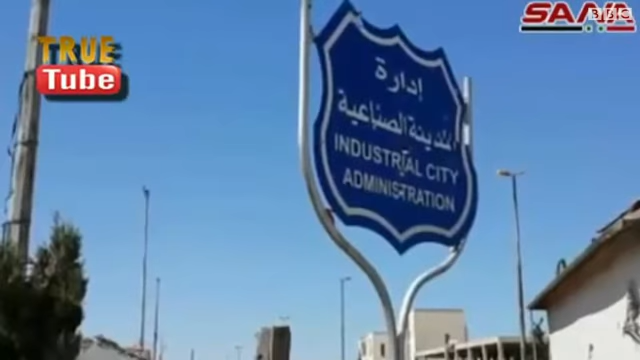 TRUE
Tube
SANA
BBC
إدارة
المدينة الصناعية
INDUSTRIAL CITY
ADMINISTRATION